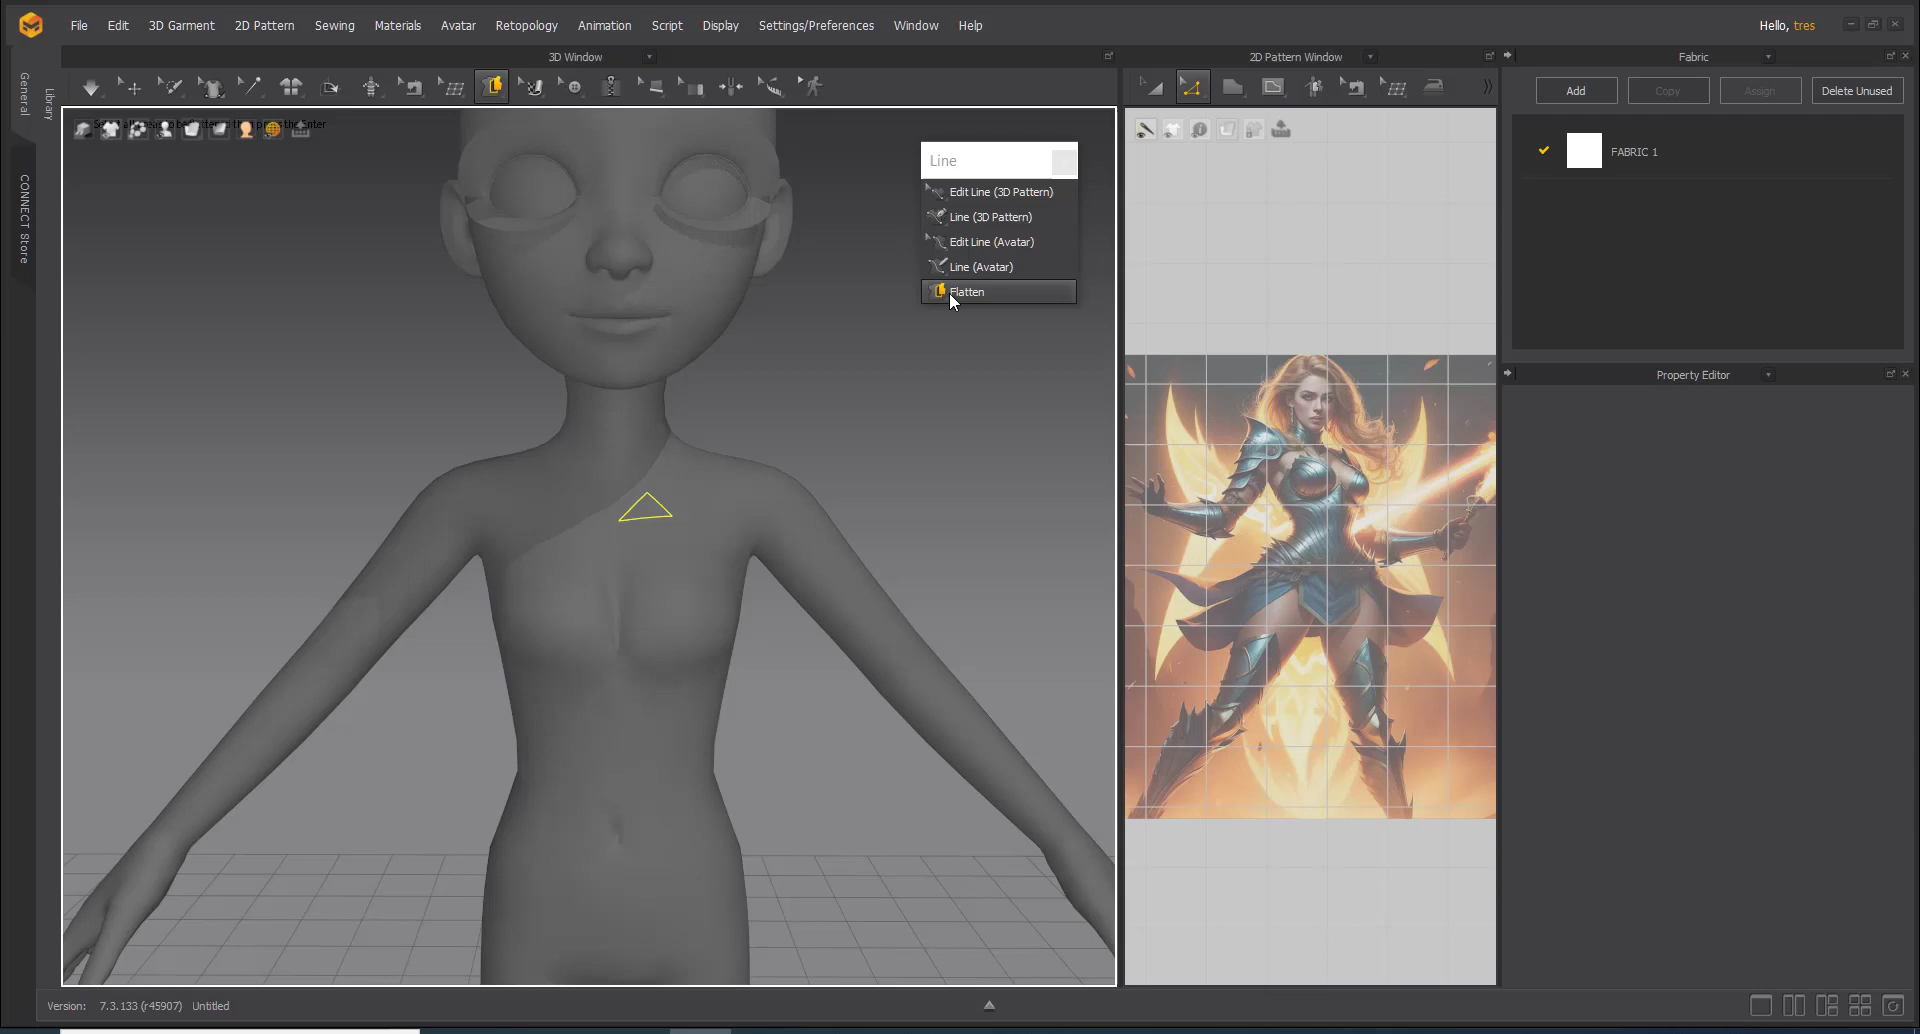 File Edit 3D Garment 2D Pattern Sewing Materials Avatar Retopology Animation Script Display Settings/Preferences Window Help
Hello, tres
3D Window
2D Pattern Window
Fabric
General
Library
CONNECT Store
Add Copy Assign Delete Unused
FABRIC 1
Line
Edit Line (3D Pattern)
Line (3D Pattern)
Edit Line (Avatar)
Line (Avatar)
Flatten
Property Editor
Version: 7.3.133 (r45907) Untitled